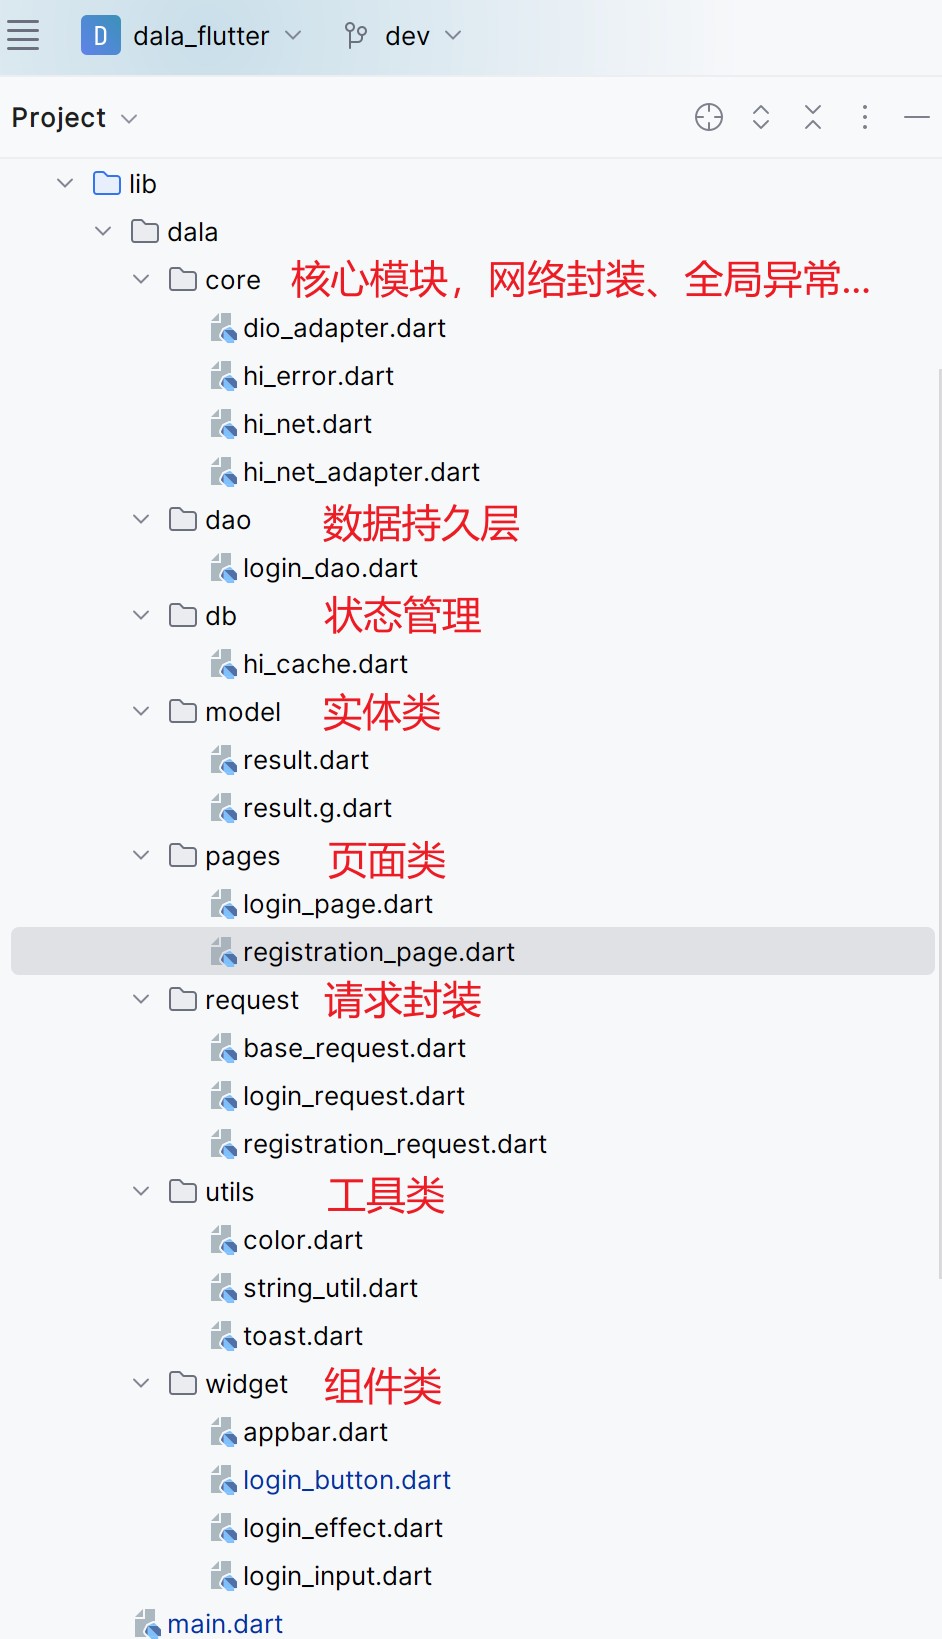 D dala_flutter dev
Project
lib
dala
core 核心模块，网络封装、全局异常...
dio_adapter.dart
hi_error.dart
hi_net.dart
hi_net_adapter.dart
dao 数据持久层
login_dao.dart
db 状态管理
hi_cache.dart
model 实体类
result.dart
result.g.dart
pages 页面类
login_page.dart
registration_page.dart
request 请求封装
base_request.dart
login_request.dart
registration_request.dart
utils 工具类
color.dart
string_util.dart
toast.dart
widget 组件类
appbar.dart
login_button.dart
login_effect.dart
login_input.dart
main.dart